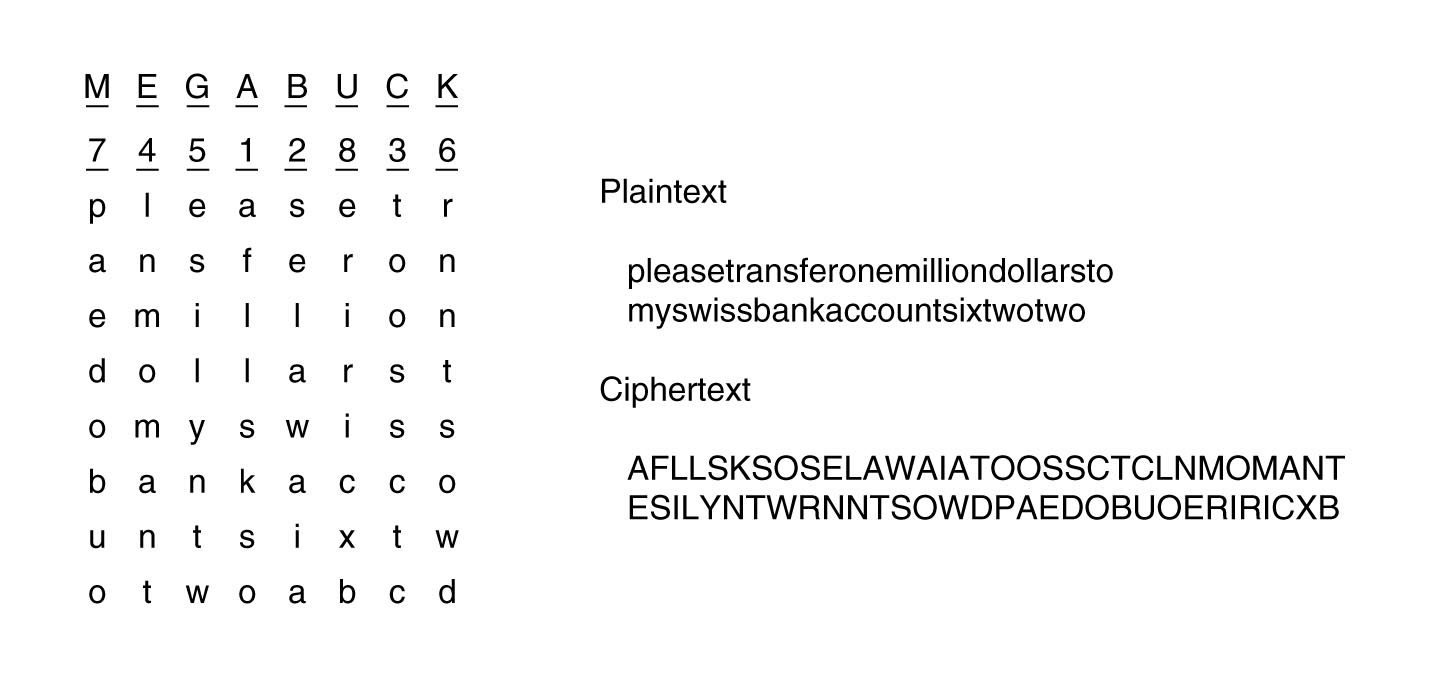 M E G A B U C K
7 4 5 1 2 8 3 6
p l e a s e t r
a n s f e r o n
e m i l l i o n
d o l l a r s t
o m y s w i s s
b a n k a c c o
u n t s i x t w
o t w o a b c d
Plaintext
pleasetransferonemilliondollarsto
myswissbankaccountsixtwotwo
Ciphertext
AFLLSKSOSELAWAIATOOSSCTCLNMOMANT
ESILYNTWRNNTSOWDPAEDOBUOERIRICXB